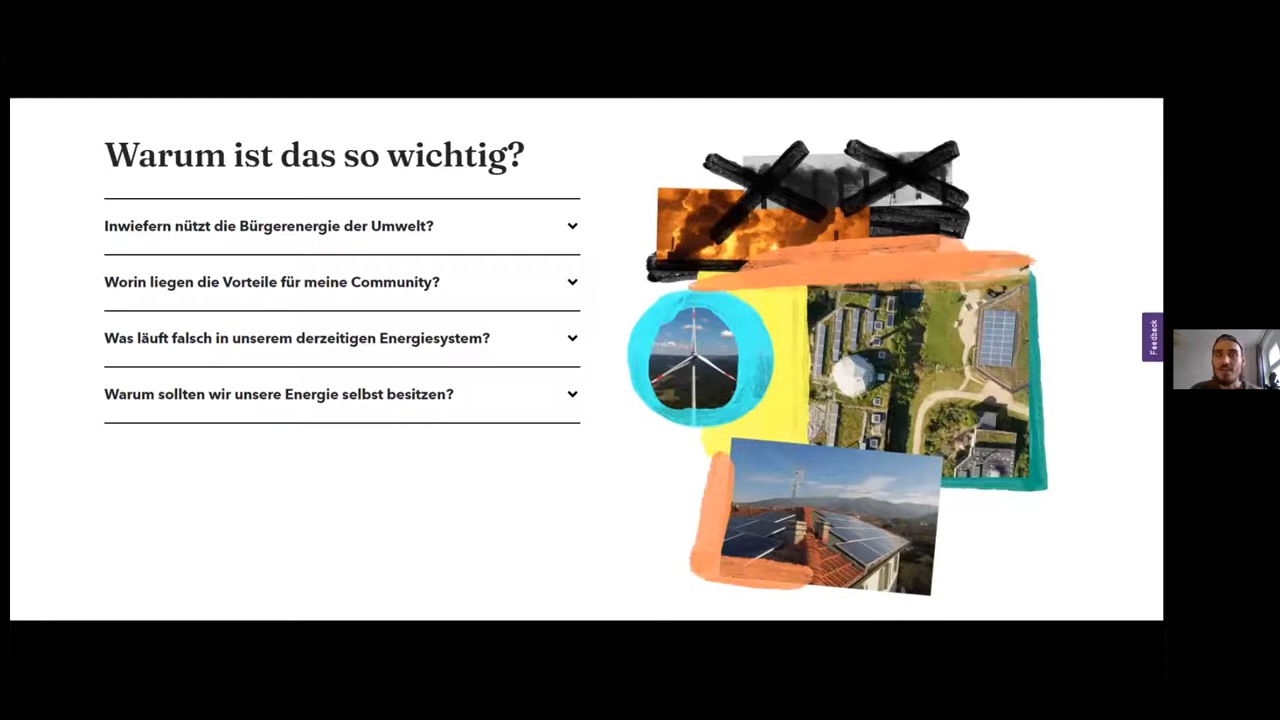 Warum ist das so wichtig?
Inwiefern nützt die Bürgerenergie der Umwelt?
Worin liegen die Vorteile für meine Community?
Was läuft falsch in unserem derzeitigen Energiesystem?
Warum sollten wir unsere Energie selbst besitzen?
Feedback